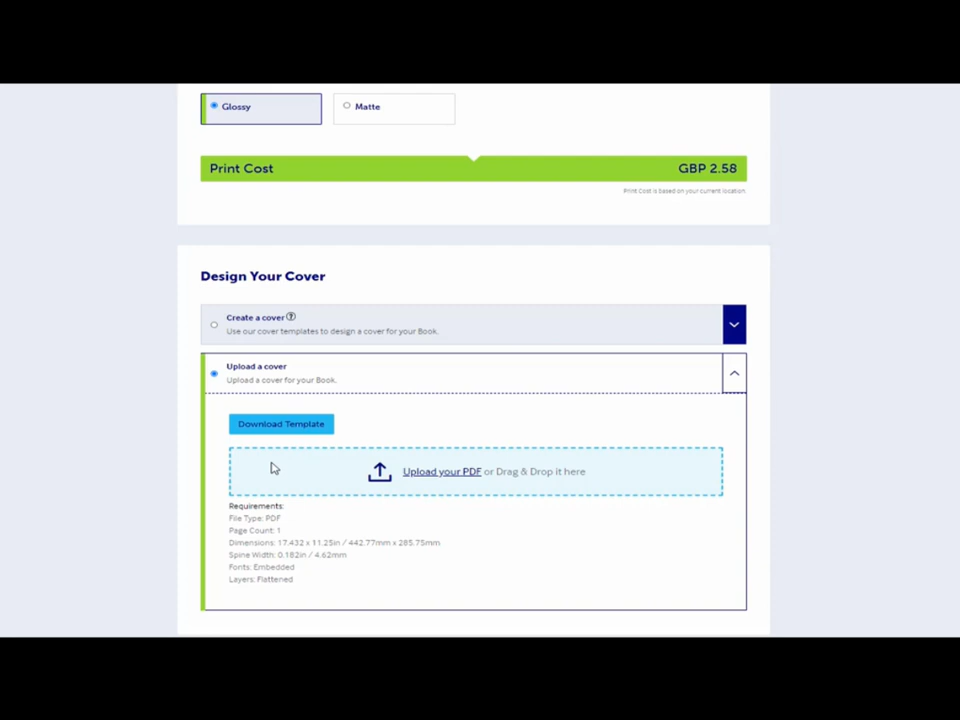 Glossy
Matte
Print Cost
GBP 2.58
Print Cost is based on your current location.
Design Your Cover
Create a cover ?
Use our cover templates to design a cover for your Book.
Upload a cover
Upload a cover for your Book.
Download Template
Upload your PDF or Drag & Drop it here
Requirements:
File Type: PDF
Page Count: 1
Dimensions: 17.432 x 11.25in / 442.77mm x 285.75mm
Spine Width: 0.182in / 4.62mm
Fonts: Embedded
Layers: Flattened